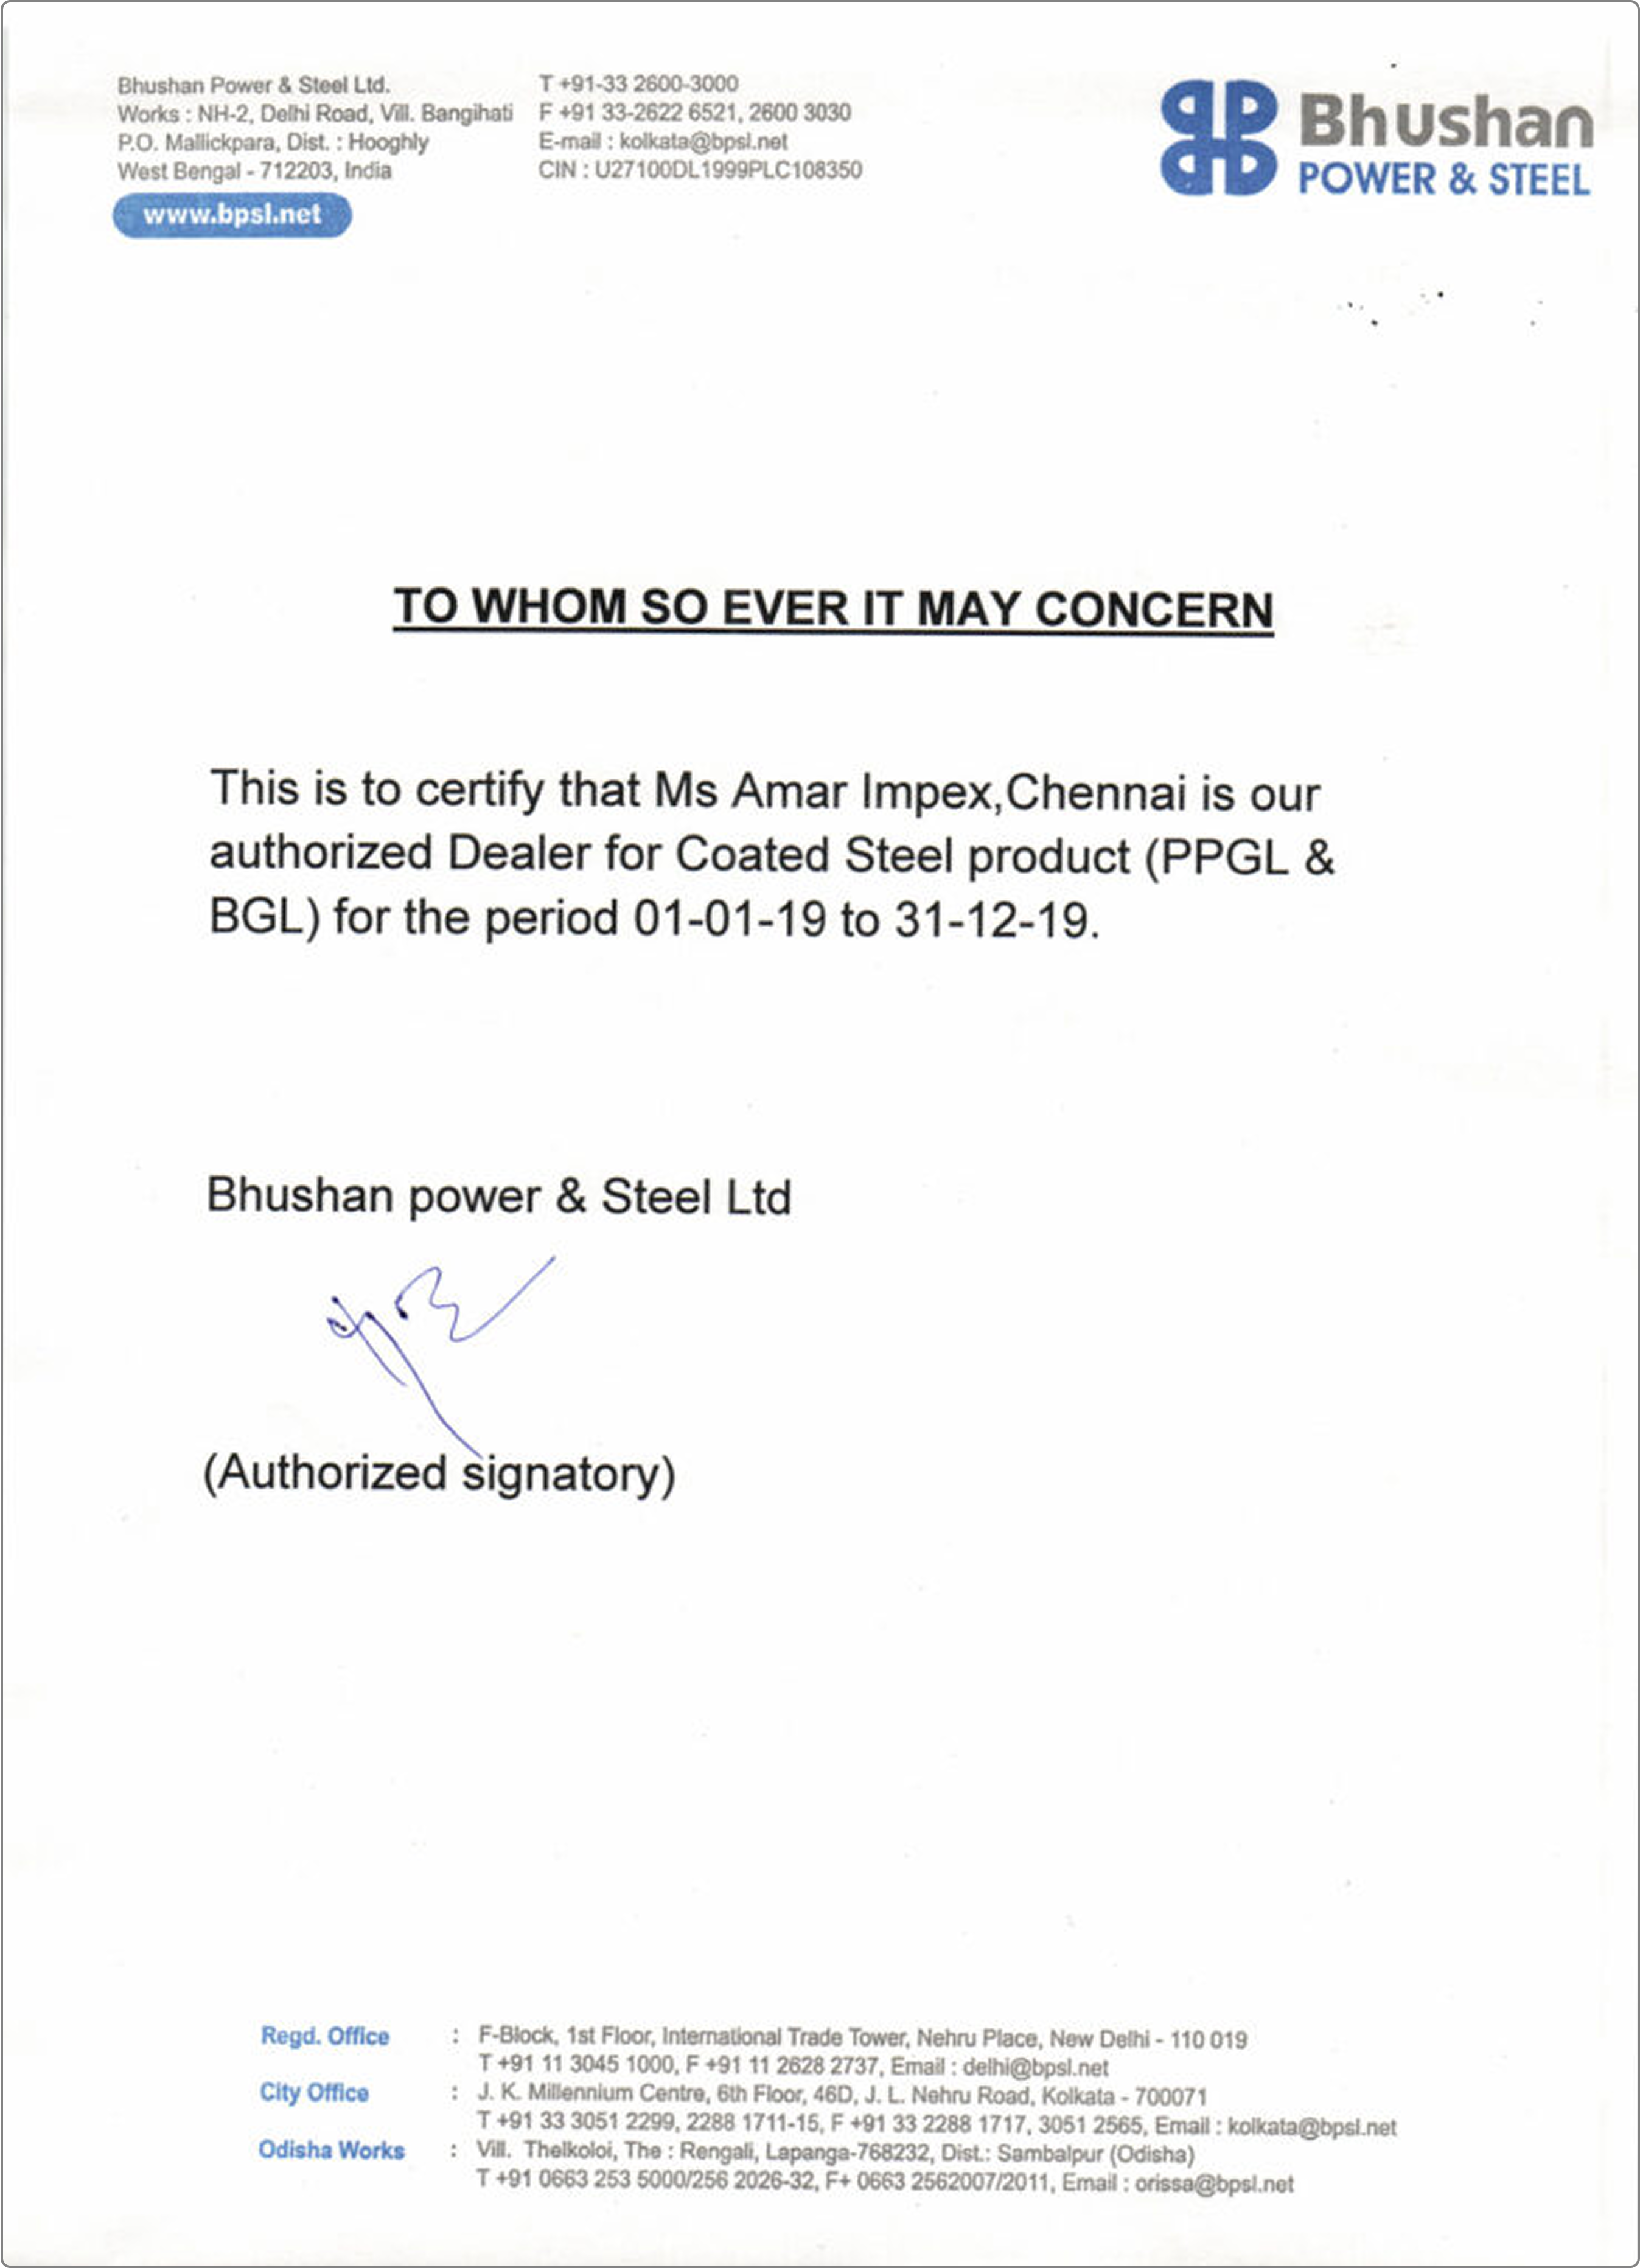 Bhushan Power & Steel Ltd.
Works : NH-2, Delhi Road, Vill. Bangihati
P.O. Mallickpara, Dist. : Hooghly
West Bengal - 712203, India
www.bpsl.net
T +91-33 2600-3000
F +91 33-2622 6521, 2600 3030
E-mail : kolkata@bpsl.net
CIN : U27100DL1999PLC108350
Bhushan
POWER & STEEL
TO WHOM SO EVER IT MAY CONCERN
This is to certify that Ms Amar Impex,Chennai is our
authorized Dealer for Coated Steel product (PPGL &
BGL) for the period 01-01-19 to 31-12-19.
Bhushan power & Steel Ltd
(Authorized signatory)
Regd. Office : F-Block, 1st Floor, International Trade Tower, Nehru Place, New Delhi - 110 019
T +91 11 3045 1000, F +91 11 2628 2737, Email : delhi@bpsl.net
City Office : J. K. Millennium Centre, 6th Floor, 46D, J. L. Nehru Road, Kolkata - 700071
T +91 33 3051 2299, 2288 1711-15, F +91 33 2288 1717, 3051 2565, Email : kolkata@bpsl.net
Odisha Works : Vill. Thelkoloi, The : Rengali, Lapanga-768232, Dist.: Sambalpur (Odisha)
T +91 0663 253 5000/256 2026-32, F+ 0663 2562007/2011, Email : orissa@bpsl.net